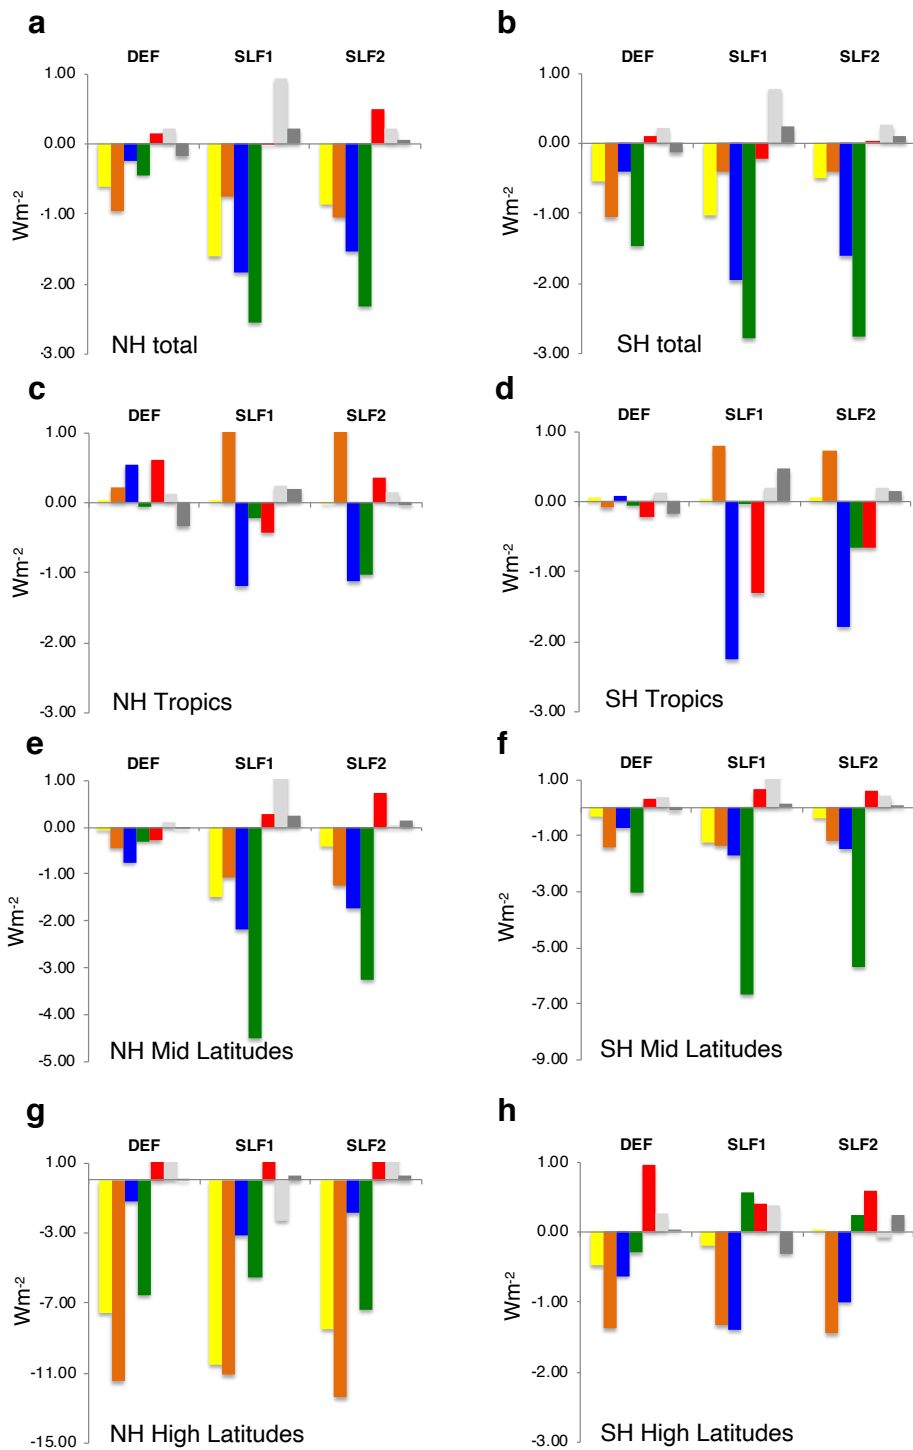 a
DEF SLF1 SLF2
1.00
0.00
-1.00
-2.00
-3.00
Wm-2
NH total
b
DEF SLF1 SLF2
1.00
0.00
-1.00
-2.00
-3.00
Wm-2
SH total
c
DEF SLF1 SLF2
1.00
0.00
-1.00
-2.00
-3.00
Wm-2
NH Tropics
d
DEF SLF1 SLF2
1.00
0.00
-1.00
-2.00
-3.00
Wm-2
SH Tropics
e
DEF SLF1 SLF2
1.00
0.00
-1.00
-2.00
-3.00
-4.00
-5.00
Wm-2
NH Mid Latitudes
f
DEF SLF1 SLF2
1.00
-1.00
-3.00
-5.00
-7.00
-9.00
Wm-2
SH Mid Latitudes
g
DEF SLF1 SLF2
1.00
-3.00
-7.00
-11.00
-15.00
Wm-2
NH High Latitudes
h
DEF SLF1 SLF2
1.00
0.00
-1.00
-2.00
-3.00
Wm-2
SH High Latitudes